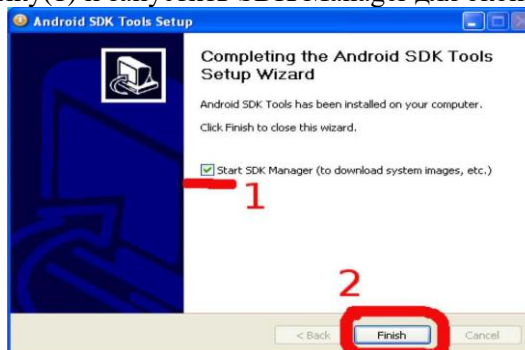 Android SDK Tools Setup
Completing the Android SDK Tools
Setup Wizard
Android SDK Tools has been installed on your computer.
Click Finish to close this wizard.
Start SDK Manager (to download system images, etc.)
1
2
< Back
Finish
Cancel